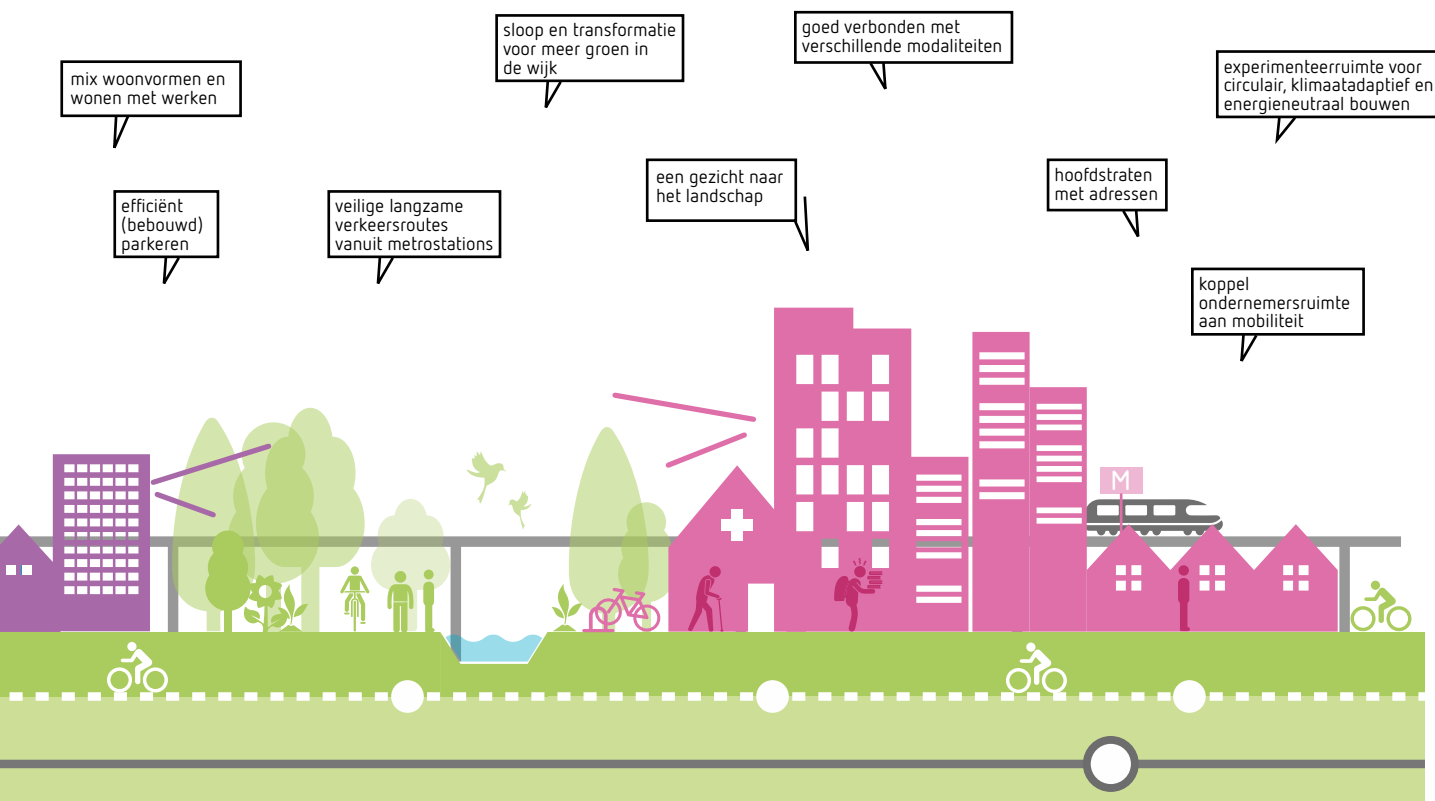 sloop en transformatie
voor meer groen in
de wijk
goed verbonden met
verschillende modaliteiten
experimenteerruimte voor
circulair, klimaatadaptief en
energieneutraal bouwen
mix woonvormen en
wonen met werken
een gezicht naar
het landschap
hoofdstraten
met adressen
efficiënt
(bebouwd)
parkeren
veilige langzame
verkeersroutes
vanuit metrostations
koppel
ondernemersruimte
aan mobiliteit
M